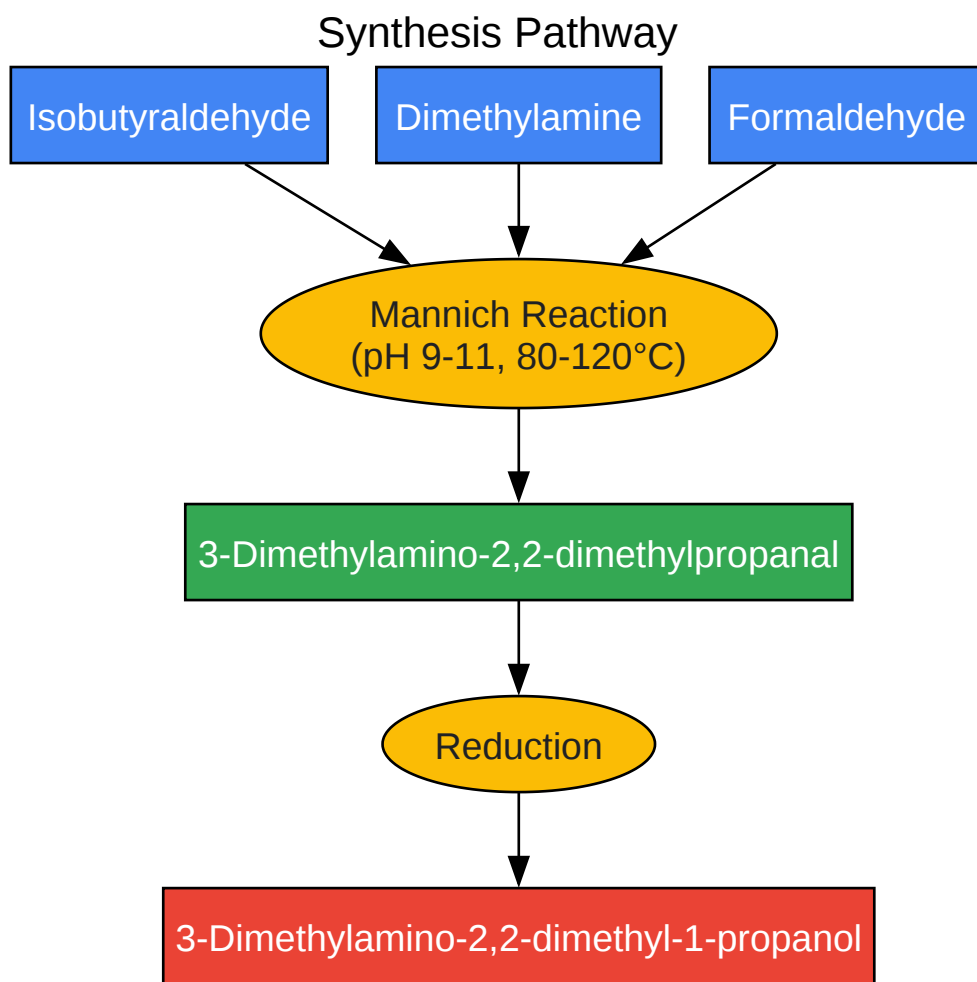 Synthesis Pathway
Isobutyraldehyde
Dimethylamine
Formaldehyde
Mannich Reaction
(pH 9-11, 80-120°C)
3-Dimethylamino-2,2-dimethylpropanal
Reduction
3-Dimethylamino-2,2-dimethyl-1-propanol